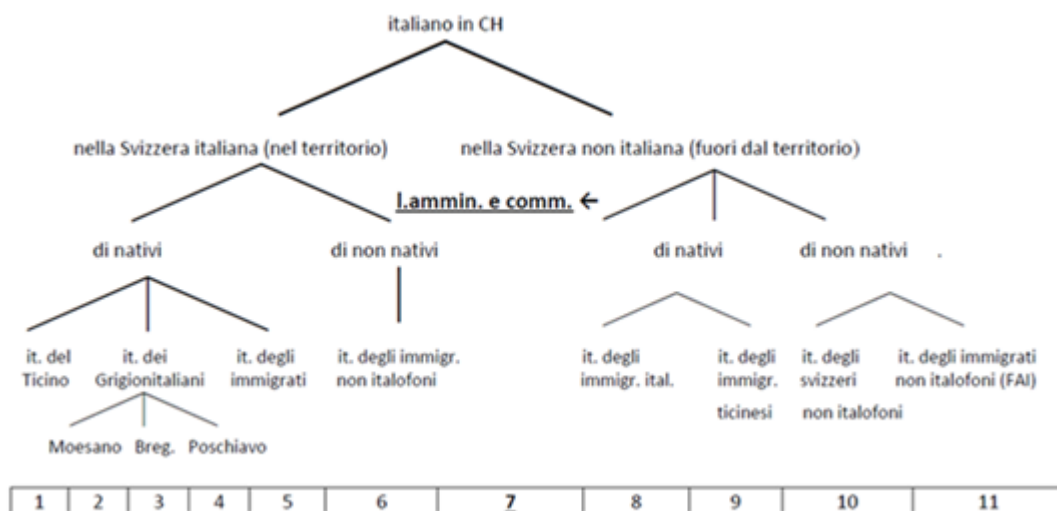 italiano in CH
nella Svizzera italiana (nel territorio)
nella Svizzera non italiana (fuori dal territorio)
l.ammin. e comm. ←
di nativi
di non nativi
di nativi
di non nativi .
it. del
Ticino
it. dei
Grigionitaliani
it. degli
immigrati
it. degli immigr.
non italofoni
it. degli
immigr. ital.
it. degli
immigr.
ticinesi
it. degli
svizzeri
non italofoni
it. degli immigrati
non italofoni (FAI)
Moesano Breg. Poschiavo
1 2 3 4 5 6 7 8 9 10 11